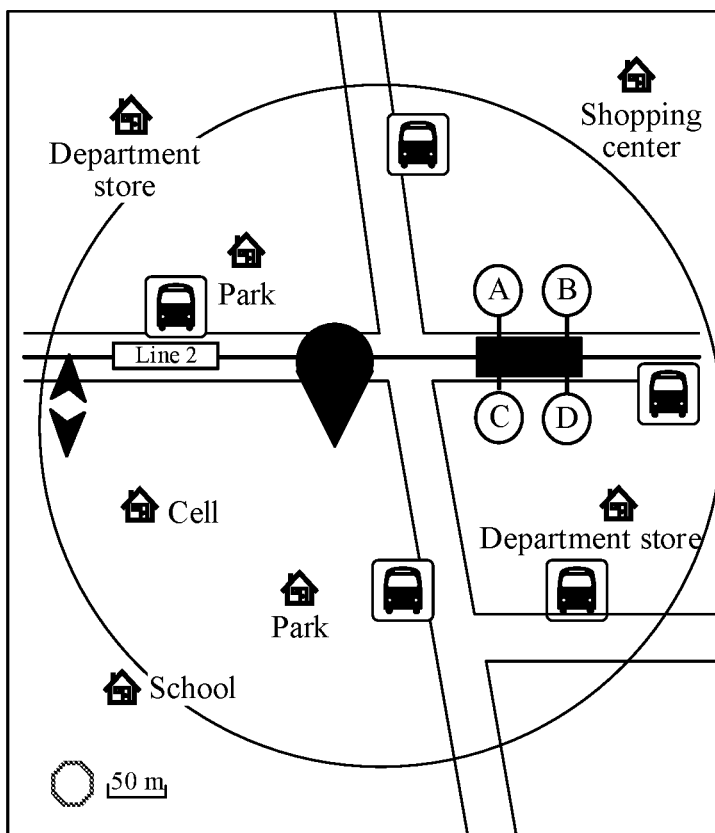 Department
store
Shopping
center
Park
A
B
Line 2
C
D
Cell
Department store
Park
School
50 m